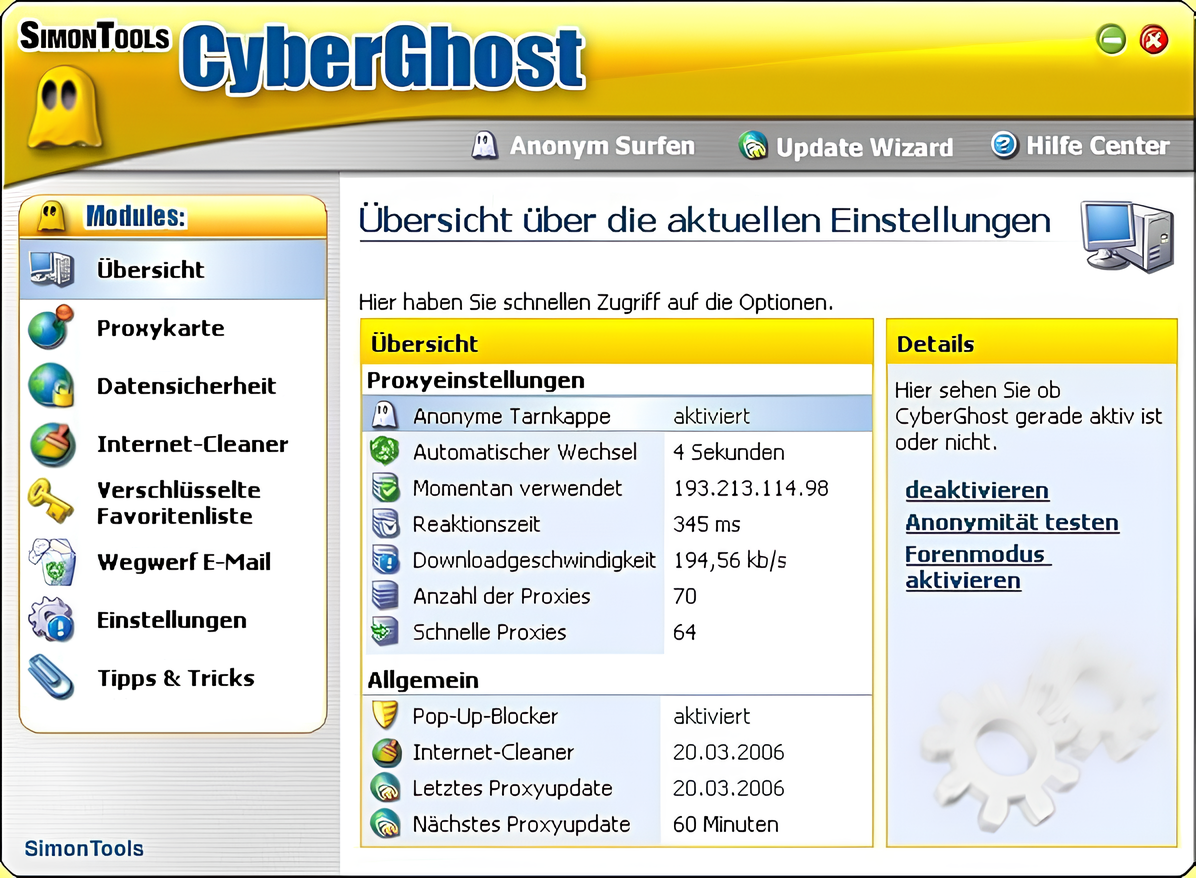 SIMONTOOLS CyberGhost
Anonym Surfen Update Wizard Hilfe Center
Modules:
Übersicht
Proxykarte
Datensicherheit
Internet-Cleaner
Verschlüsselte
Favoritenliste
Wegwerf E-Mail
Einstellungen
Tipps & Tricks
SimonTools
Übersicht über die aktuellen Einstellungen
Hier haben Sie schnellen Zugriff auf die Optionen.
Übersicht
Proxyeinstellungen
Anonyme Tarnkappe aktiviert
Automatischer Wechsel 4 Sekunden
Momentan verwendet 193.213.114.98
Reaktionszeit 345 ms
Downloadgeschwindigkeit 194,56 kb/s
Anzahl der Proxies 70
Schnelle Proxies 64
Allgemein
Pop-Up-Blocker aktiviert
Internet-Cleaner 20.03.2006
Letztes Proxyupdate 20.03.2006
Nächstes Proxyupdate 60 Minuten
Details
Hier sehen Sie ob
CyberGhost gerade aktiv ist
oder nicht.
deaktivieren
Anonymität testen
Forenmodus
aktivieren